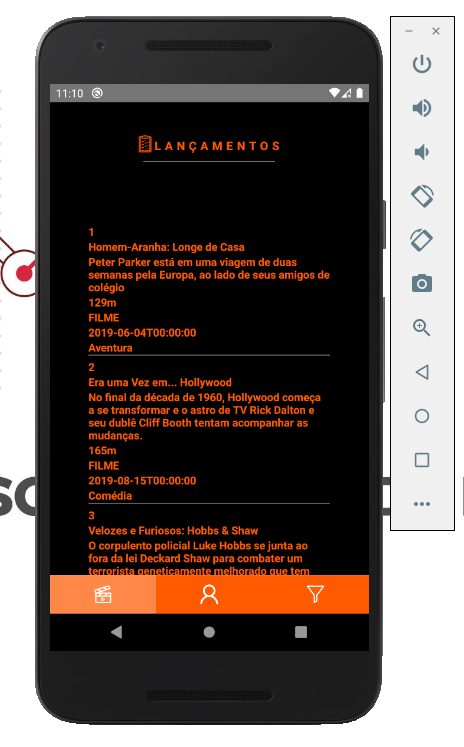 11:10
LANÇAMENTOS
1
Homem-Aranha: Longe de Casa
Peter Parker está em uma viagem de duas
semanas pela Europa, ao lado de seus amigos de
colégio
129m
FILME
2019-06-04T00:00:00
Aventura
2
Era uma Vez em... Hollywood
No final da década de 1960, Hollywood começa
a se transformar e o astro de TV Rick Dalton e
seu dublê Cliff Booth tentam acompanhar as
mudanças.
165m
FILME
2019-08-15T00:00:00
Comédia
3
Velozes e Furiosos: Hobbs & Shaw
O corpulento policial Luke Hobbs se junta ao
fora da lei Deckard Shaw para combater um
terrorista geneticamente melhorado que tem